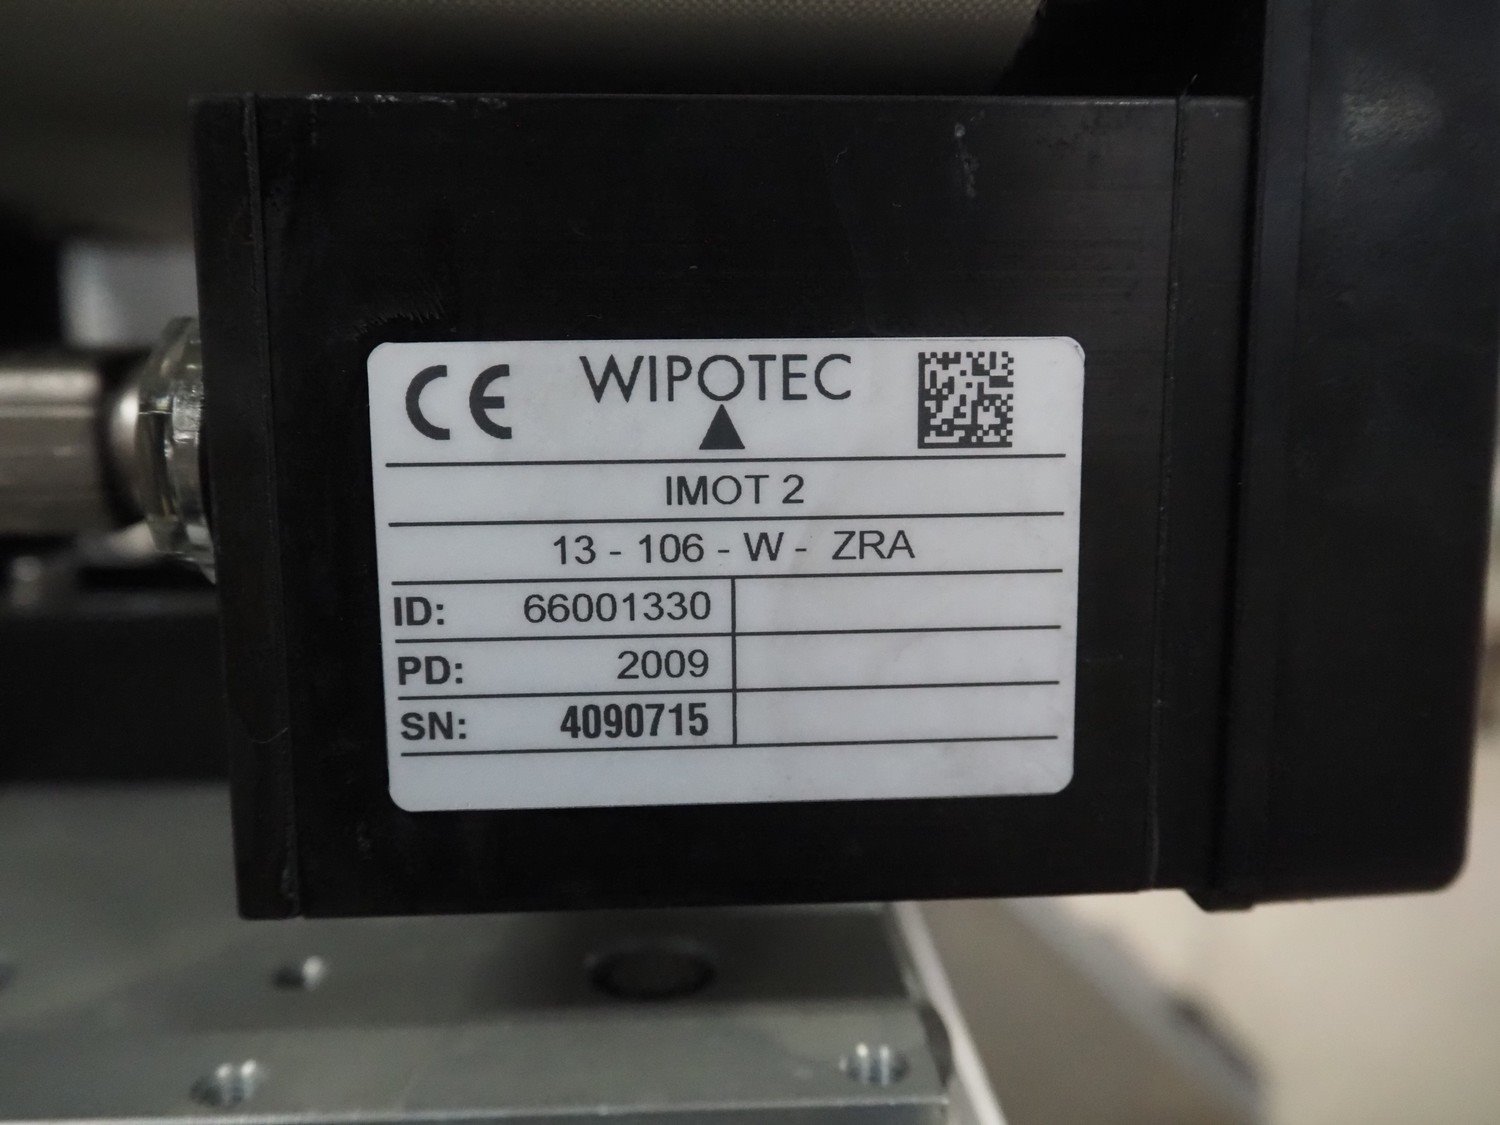 CE WIPOTEC
IMOT 2
13 - 106 - W - ZRA
ID: 66001330
PD: 2009
SN: 4090715